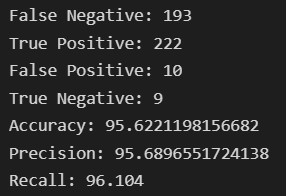 False Negative: 193
True Positive: 222
False Positive: 10
True Negative: 9
Accuracy: 95.6221198156682
Precision: 95.6896551724138
Recall: 96.104